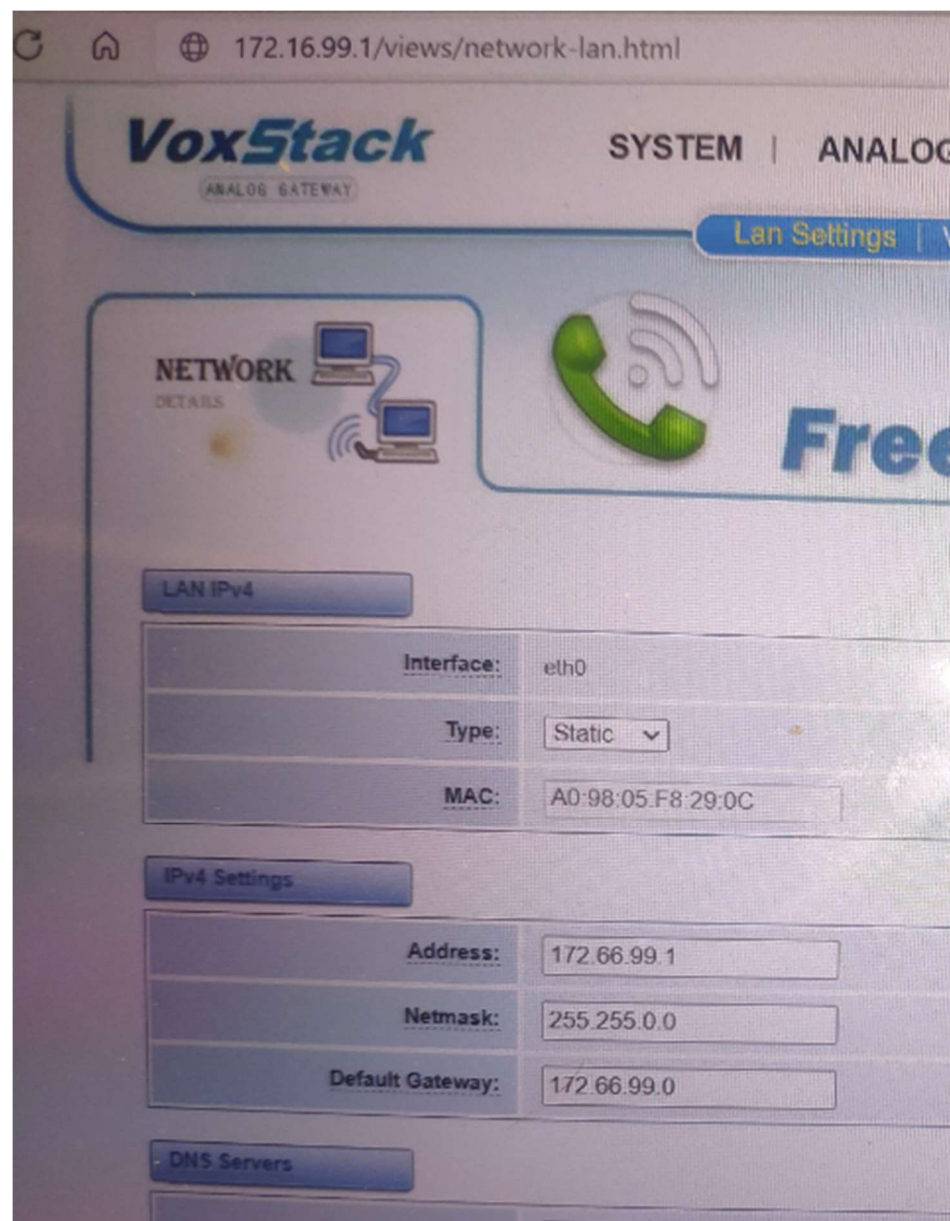 172.16.99.1/views/network-lan.html
VoxStack
ANALOG GATEWAY
SYSTEM | ANALOG
Lan Settings |
NETWORK
DETAILS
Free
LAN IPv4
Interface: eth0
Type: Static
MAC: A0:98:05:F8:29:0C
IPv4 Settings
Address: 172.66.99.1
Netmask: 255.255.0.0
Default Gateway: 172.66.99.0
DNS Servers